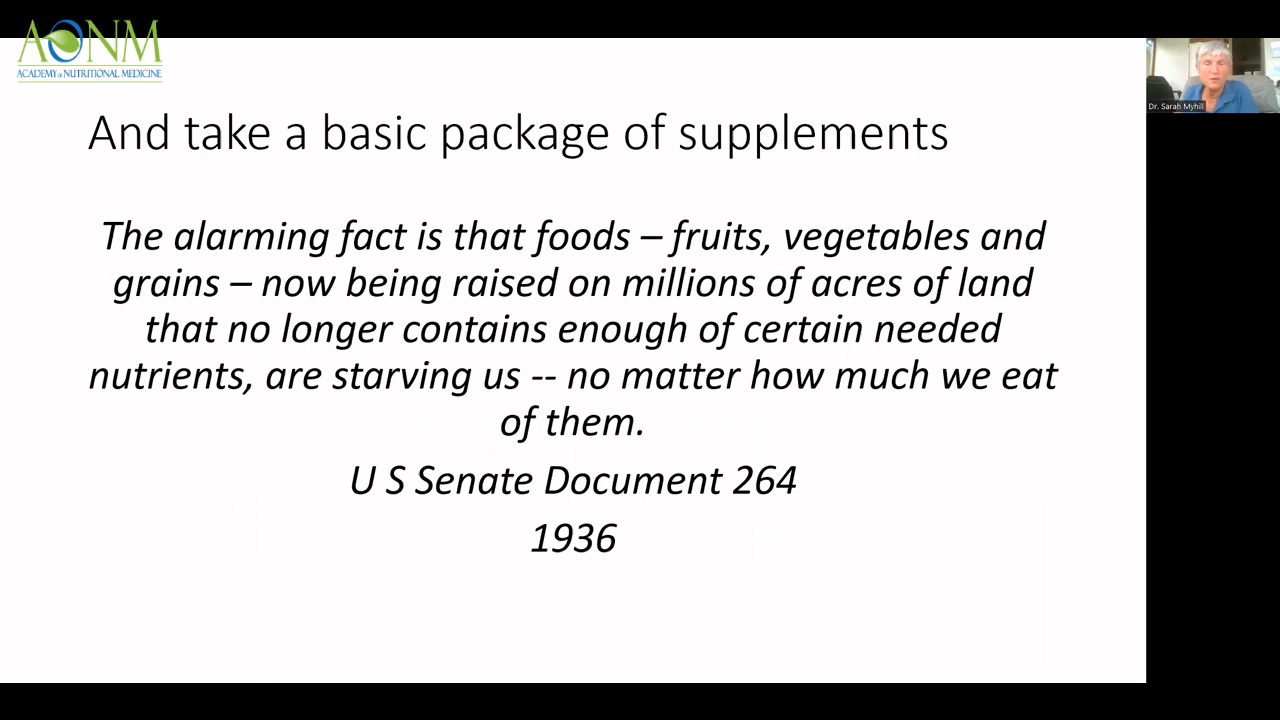 AONM
ACADEMY of NUTRITIONAL MEDICINE
Dr. Sarah Myhill
And take a basic package of supplements
The alarming fact is that foods – fruits, vegetables and
grains – now being raised on millions of acres of land
that no longer contains enough of certain needed
nutrients, are starving us -- no matter how much we eat
of them.
U S Senate Document 264
1936